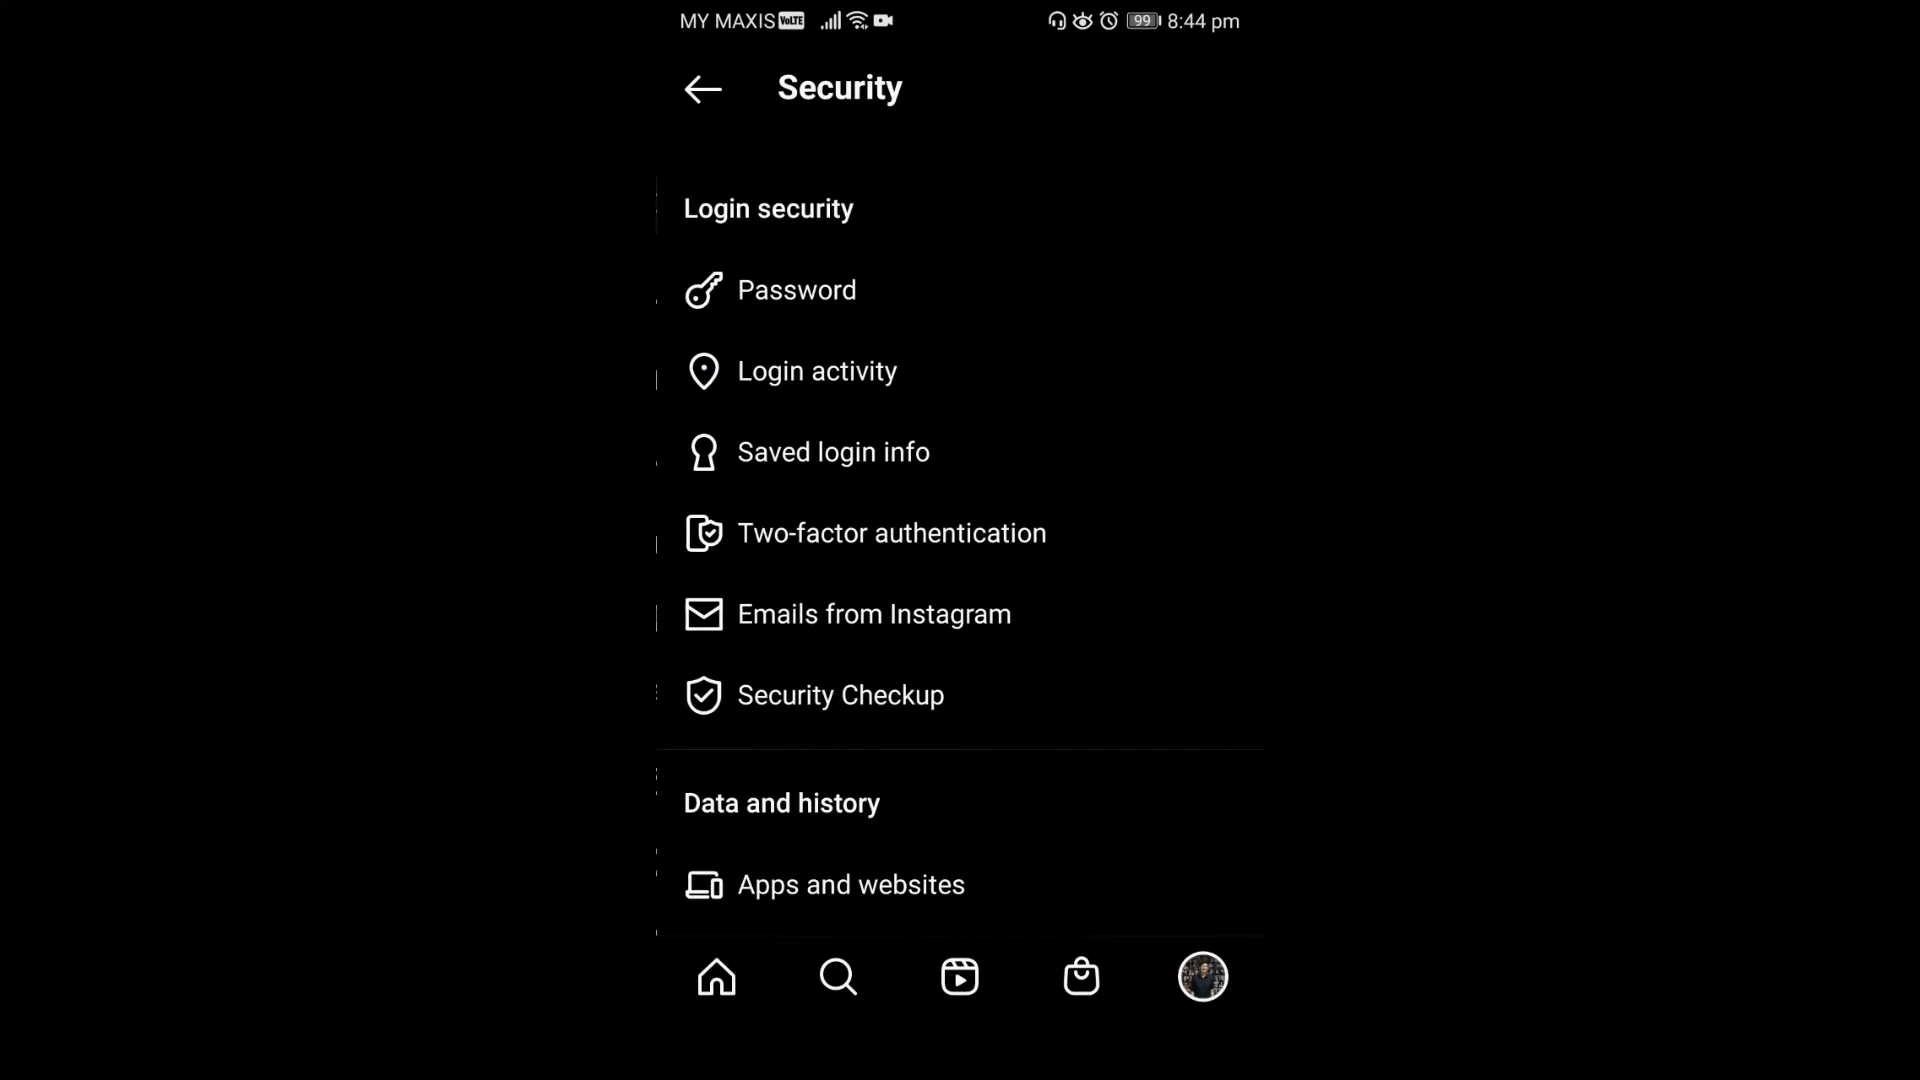 MY MAXIS VoLTE 99 8:44 pm
Security
Login security
Password
Login activity
Saved login info
Two-factor authentication
Emails from Instagram
Security Checkup
Data and history
Apps and websites